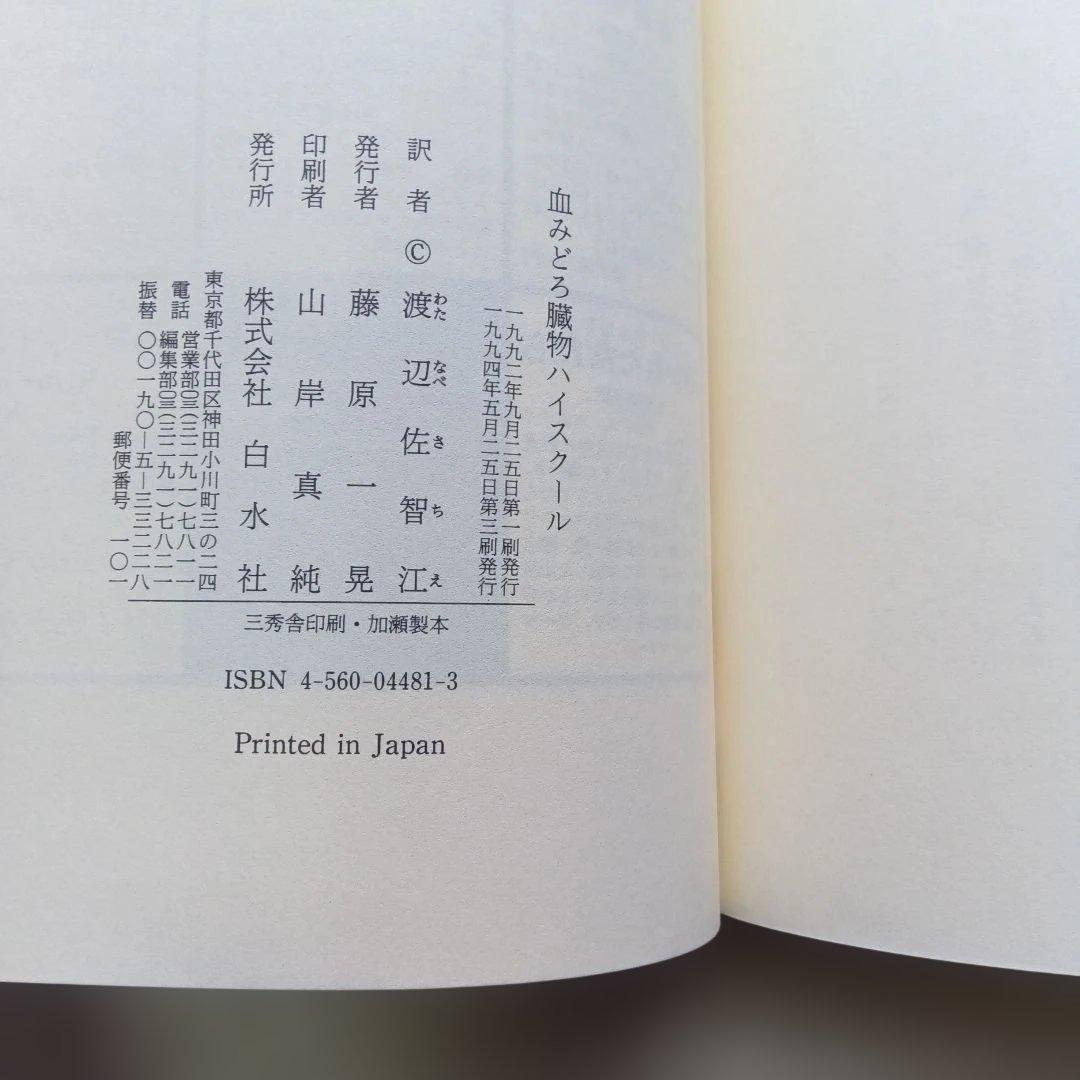 血みどろ臓物ハイスクール
一九九二年九月二五日第一刷発行
一九九四年五月二五日第三刷発行
訳者 © 渡辺佐智江
わた なべ さ ち え
発行者 藤原一晃
印刷者 山岸真純
発行所 株式会社白水社
東京都千代田区神田小川町三の二四
電話 営業部〇三(三二九一)七八一一
編集部〇三(三二九一)七八二一
振替 〇〇一九〇―五―三三二二八
郵便番号 一〇一
三秀舎印刷・加瀬製本
ISBN 4-560-04481-3
Printed in Japan